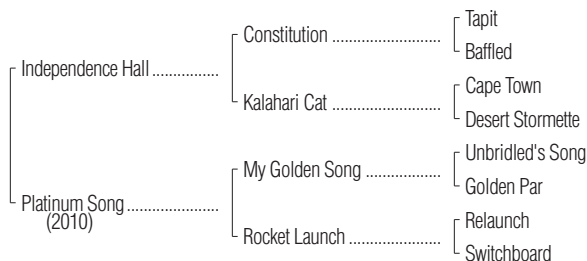 Tapit
Constitution
Baffled
Independence Hall
Cape Town
Kalahari Cat
Desert Stormette
Unbridled's Song
My Golden Song
Golden Par
Platinum Song
(2010)
Relaunch
Rocket Launch
Switchboard